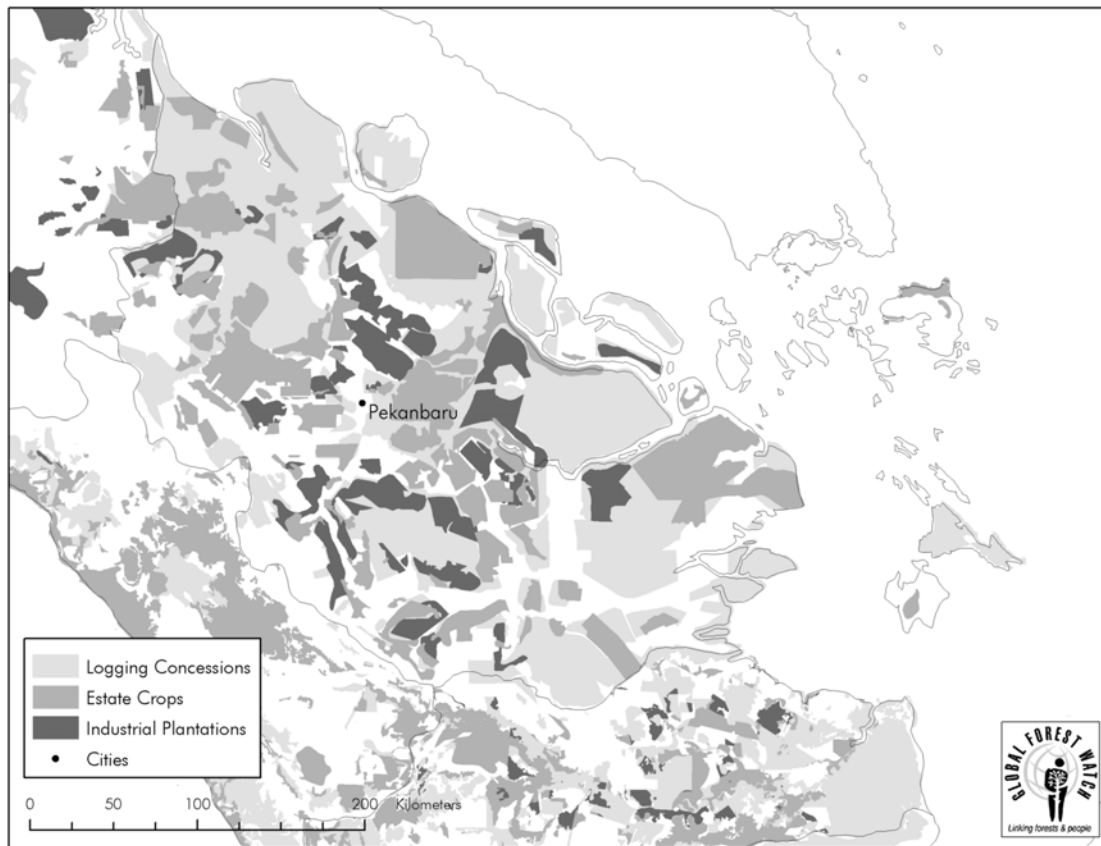 Pekanbaru
Logging Concessions
Estate Crops
Industrial Plantations
Cities
0 50 100 200 Kilometers
GLOBAL FOREST WATCH
Linking forests & people